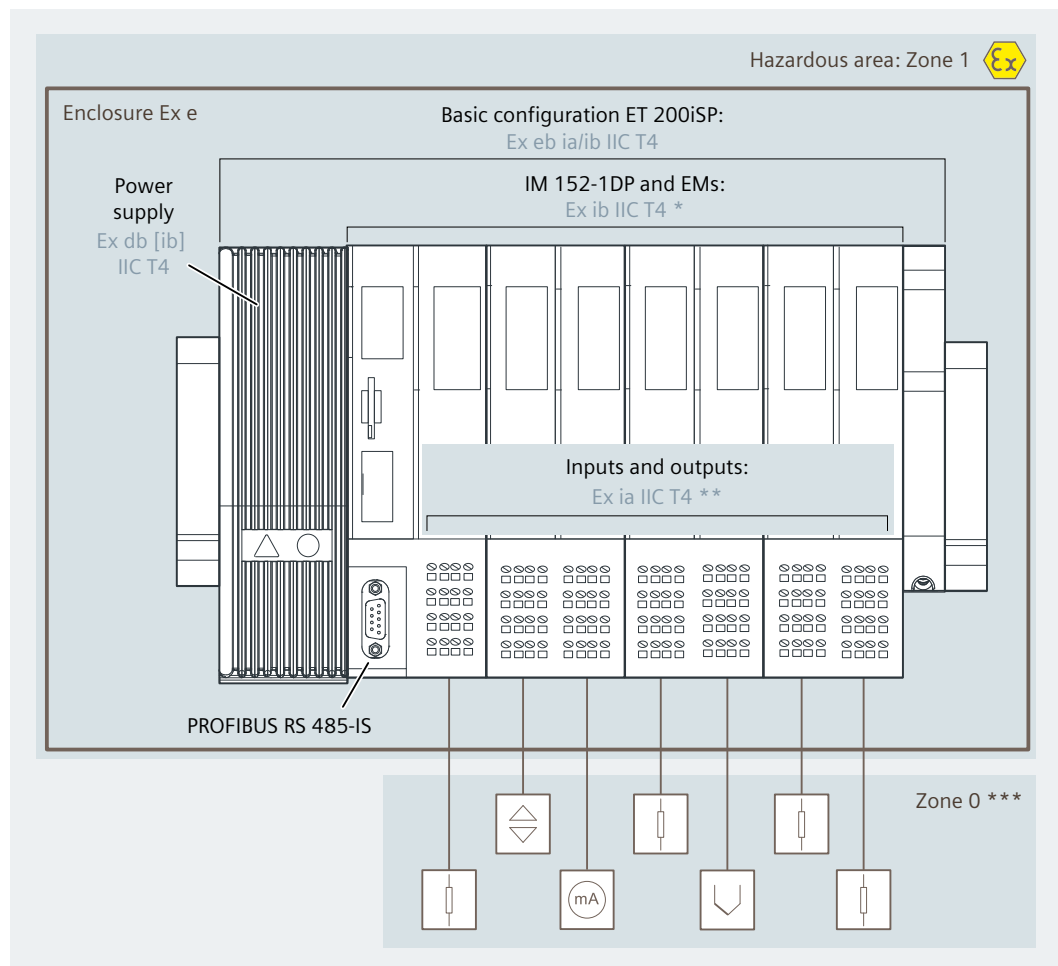 Hazardous area: Zone 1
εx
Enclosure Ex e
Basic configuration ET 200iSP:
Ex eb ia/ib IIC T4
Power
supply
Ex db [ib]
IIC T4
IM 152-1DP and EMs:
Ex ib IIC T4 *
Inputs and outputs:
Ex ia IIC T4 **
PROFIBUS RS 485-IS
Zone 0 ***
mA